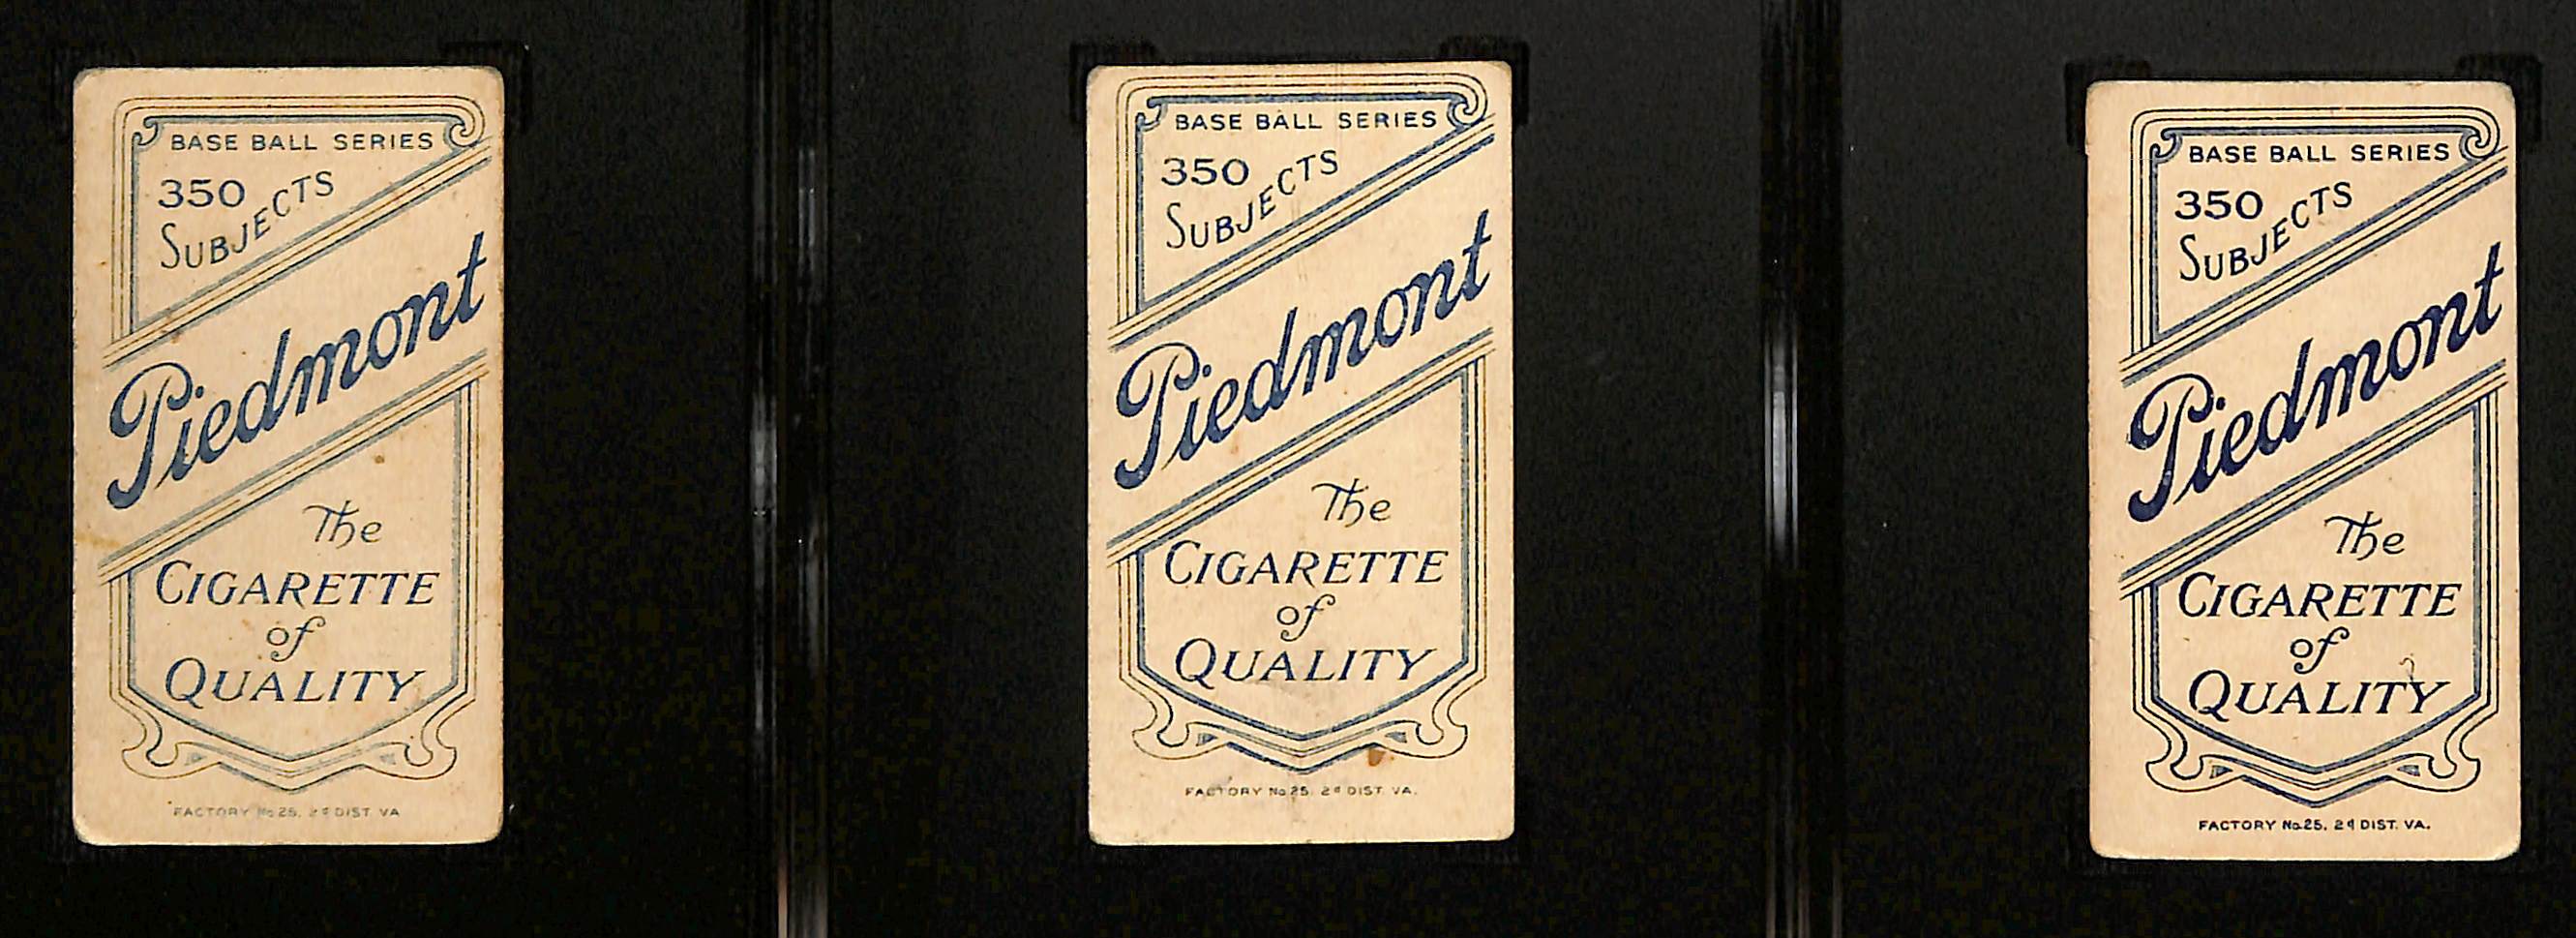 BASE BALL SERIES
350
SUBJECTS
Piedmont
The
CIGARETTE
of
QUALITY
FACTORY No 25, 2d DIST. VA
BASE BALL SERIES
350
SUBJECTS
Piedmont
The
CIGARETTE
of
QUALITY
FACTORY No 25, 2d DIST. VA.
BASE BALL SERIES
350
SUBJECTS
Piedmont
The
CIGARETTE
of
QUALITY
FACTORY No. 25, 2d DIST. VA.